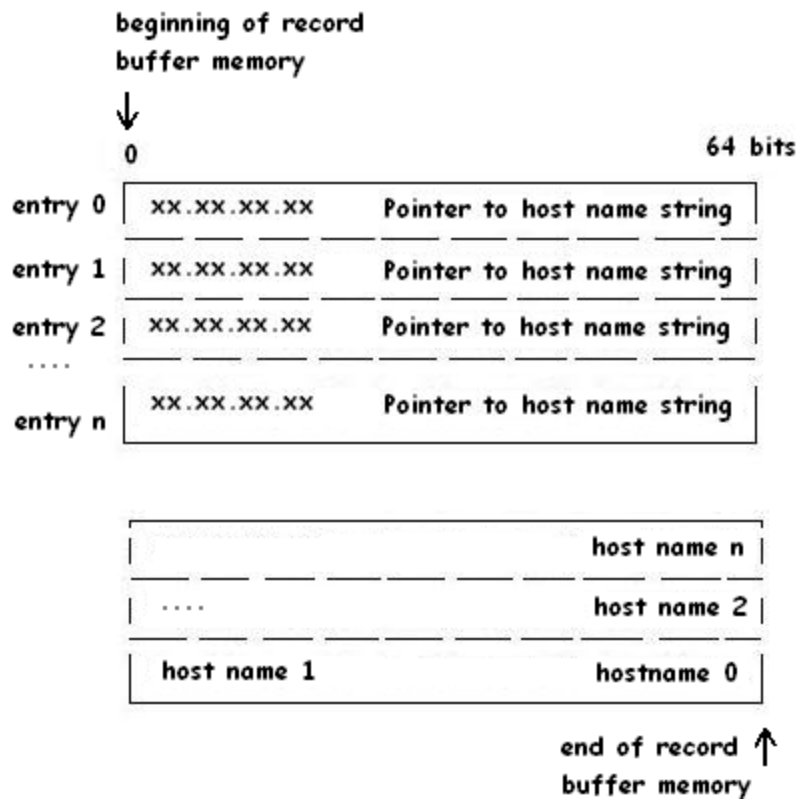 beginning of record
buffer memory
0 64 bits
entry 0 xx.xx.xx.xx Pointer to host name string
entry 1 xx.xx.xx.xx Pointer to host name string
entry 2 xx.xx.xx.xx Pointer to host name string
....
entry n xx.xx.xx.xx Pointer to host name string
host name n
.... host name 2
host name 1 hostname 0
end of record
buffer memory